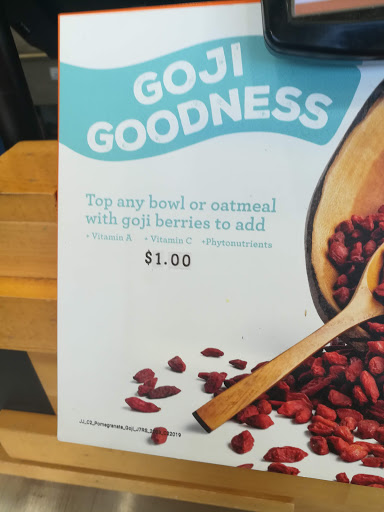 GOJI
GOODNESS
Top any bowl or oatmeal
with goji berries to add
+ Vitamin A + Vitamin C +Phytonutrients
$1.00